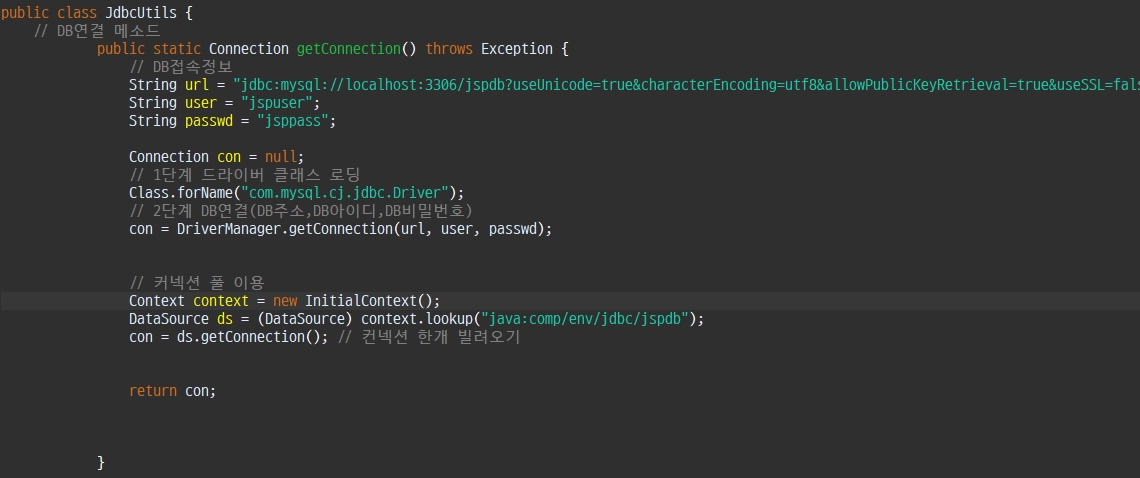 public class JdbcUtils {
// DB연결 메소드
public static Connection getConnection() throws Exception {
// DB접속정보
String url = "jdbc:mysql://localhost:3306/jspdb?useUnicode=true&characterEncoding=utf8&allowPublicKeyRetrieval=true&useSSL=fals
String user = "jspuser";
String passwd = "jsppass";
Connection con = null;
// 1단계 드라이버 클래스 로딩
Class.forName("com.mysql.cj.jdbc.Driver");
// 2단계 DB연결(DB주소,DB아이디,DB비밀번호)
con = DriverManager.getConnection(url, user, passwd);
// 커넥션 풀 이용
Context context = new InitialContext();
DataSource ds = (DataSource) context.lookup("java:comp/env/jdbc/jspdb");
con = ds.getConnection(); // 컨넥션 한개 빌려오기
return con;
}